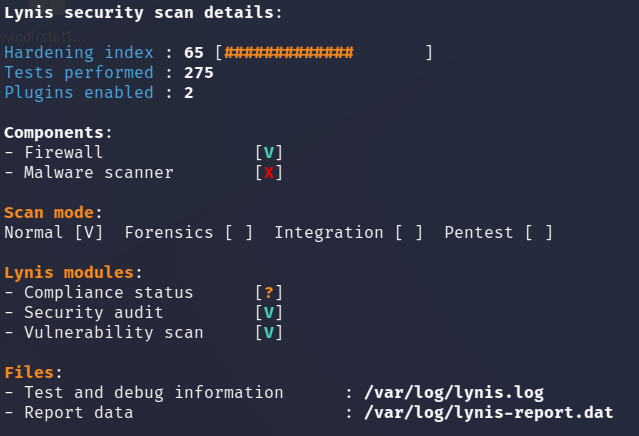 Lynis security scan details:
windirstat1...
Hardening index : 65 [############# ]
Tests performed : 275
Plugins enabled : 2
Components:
- Firewall [V]
- Malware scanner [X]
Scan mode:
Normal [V] Forensics [ ] Integration [ ] Pentest [ ]
Lynis modules:
- Compliance status [?]
- Security audit [V]
- Vulnerability scan [V]
Files:
- Test and debug information : /var/log/lynis.log
- Report data : /var/log/lynis-report.dat